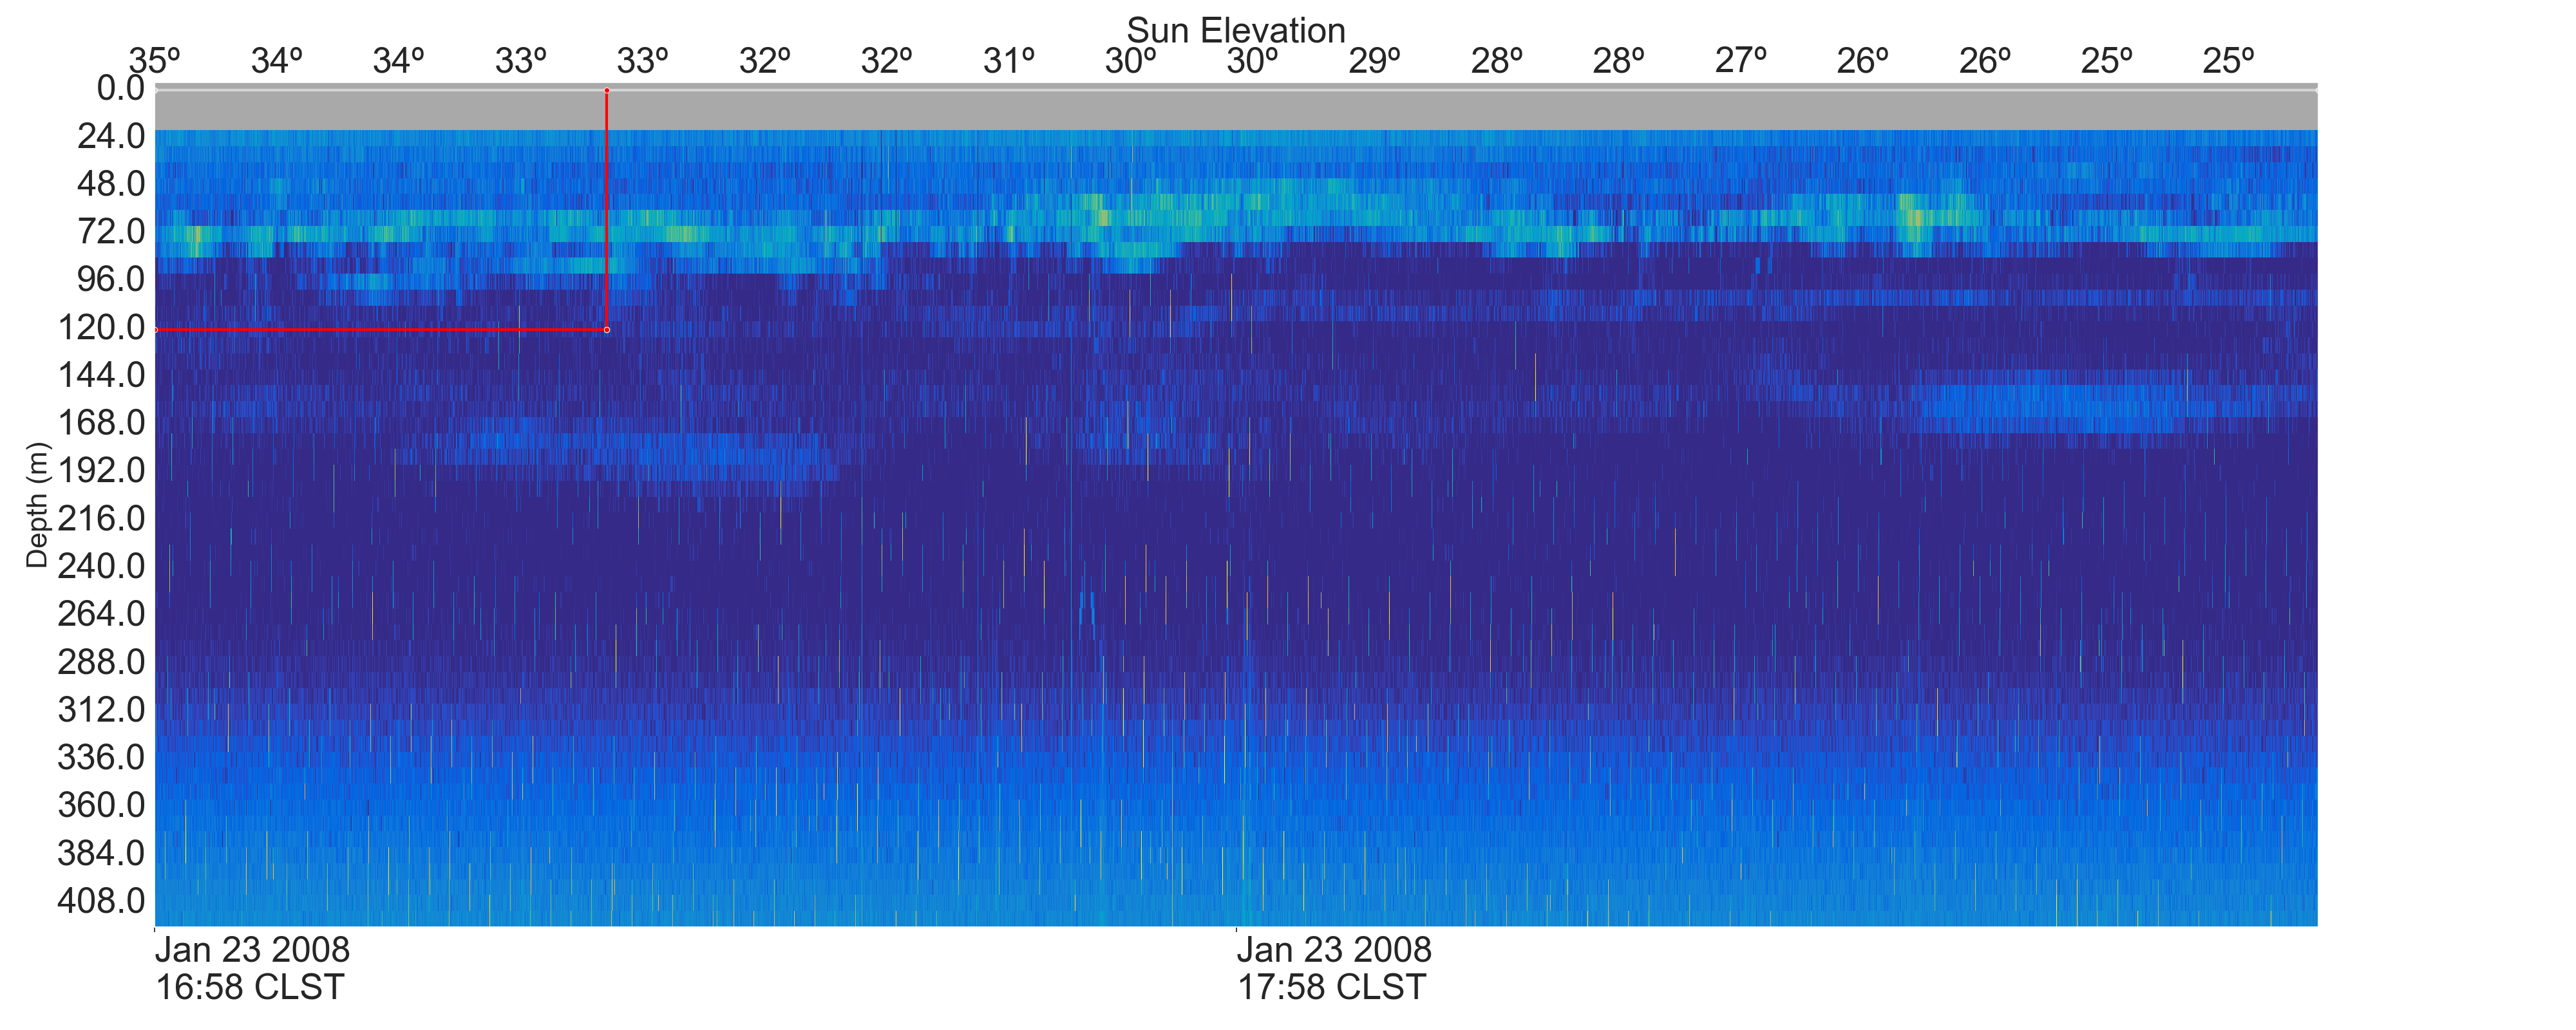 Sun Elevation
35º 34º 34º 33º 33º 32º 32º 31º 30º 30º 29º 28º 28º 27º 26º 26º 25º 25º
0.0
24.0
48.0
72.0
96.0
120.0
144.0
168.0
192.0
216.0
240.0
264.0
288.0
312.0
336.0
360.0
384.0
408.0
Depth (m)
Jan 23 2008
16:58 CLST
Jan 23 2008
17:58 CLST